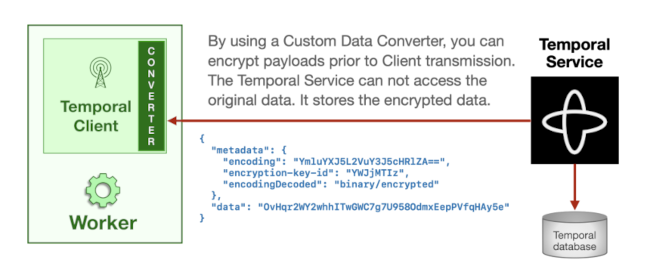 By using a Custom Data Converter, you can
encrypt payloads prior to Client transmission.
The Temporal Service can not access the
original data. It stores the encrypted data.
Temporal
Service
CONVERTER
Temporal
Client
Worker
{
"metadata": {
"encoding": "YmluYXJ5L2VuY3J5cHRlZA==",
"encryption-key-id": "YWJjMTIz",
"encodingDecoded": "binary/encrypted"
},
"data": "OvHqr2WY2whhITwGWC7g7U958OdmxEepPVfqHAy5e"
}
Temporal
database